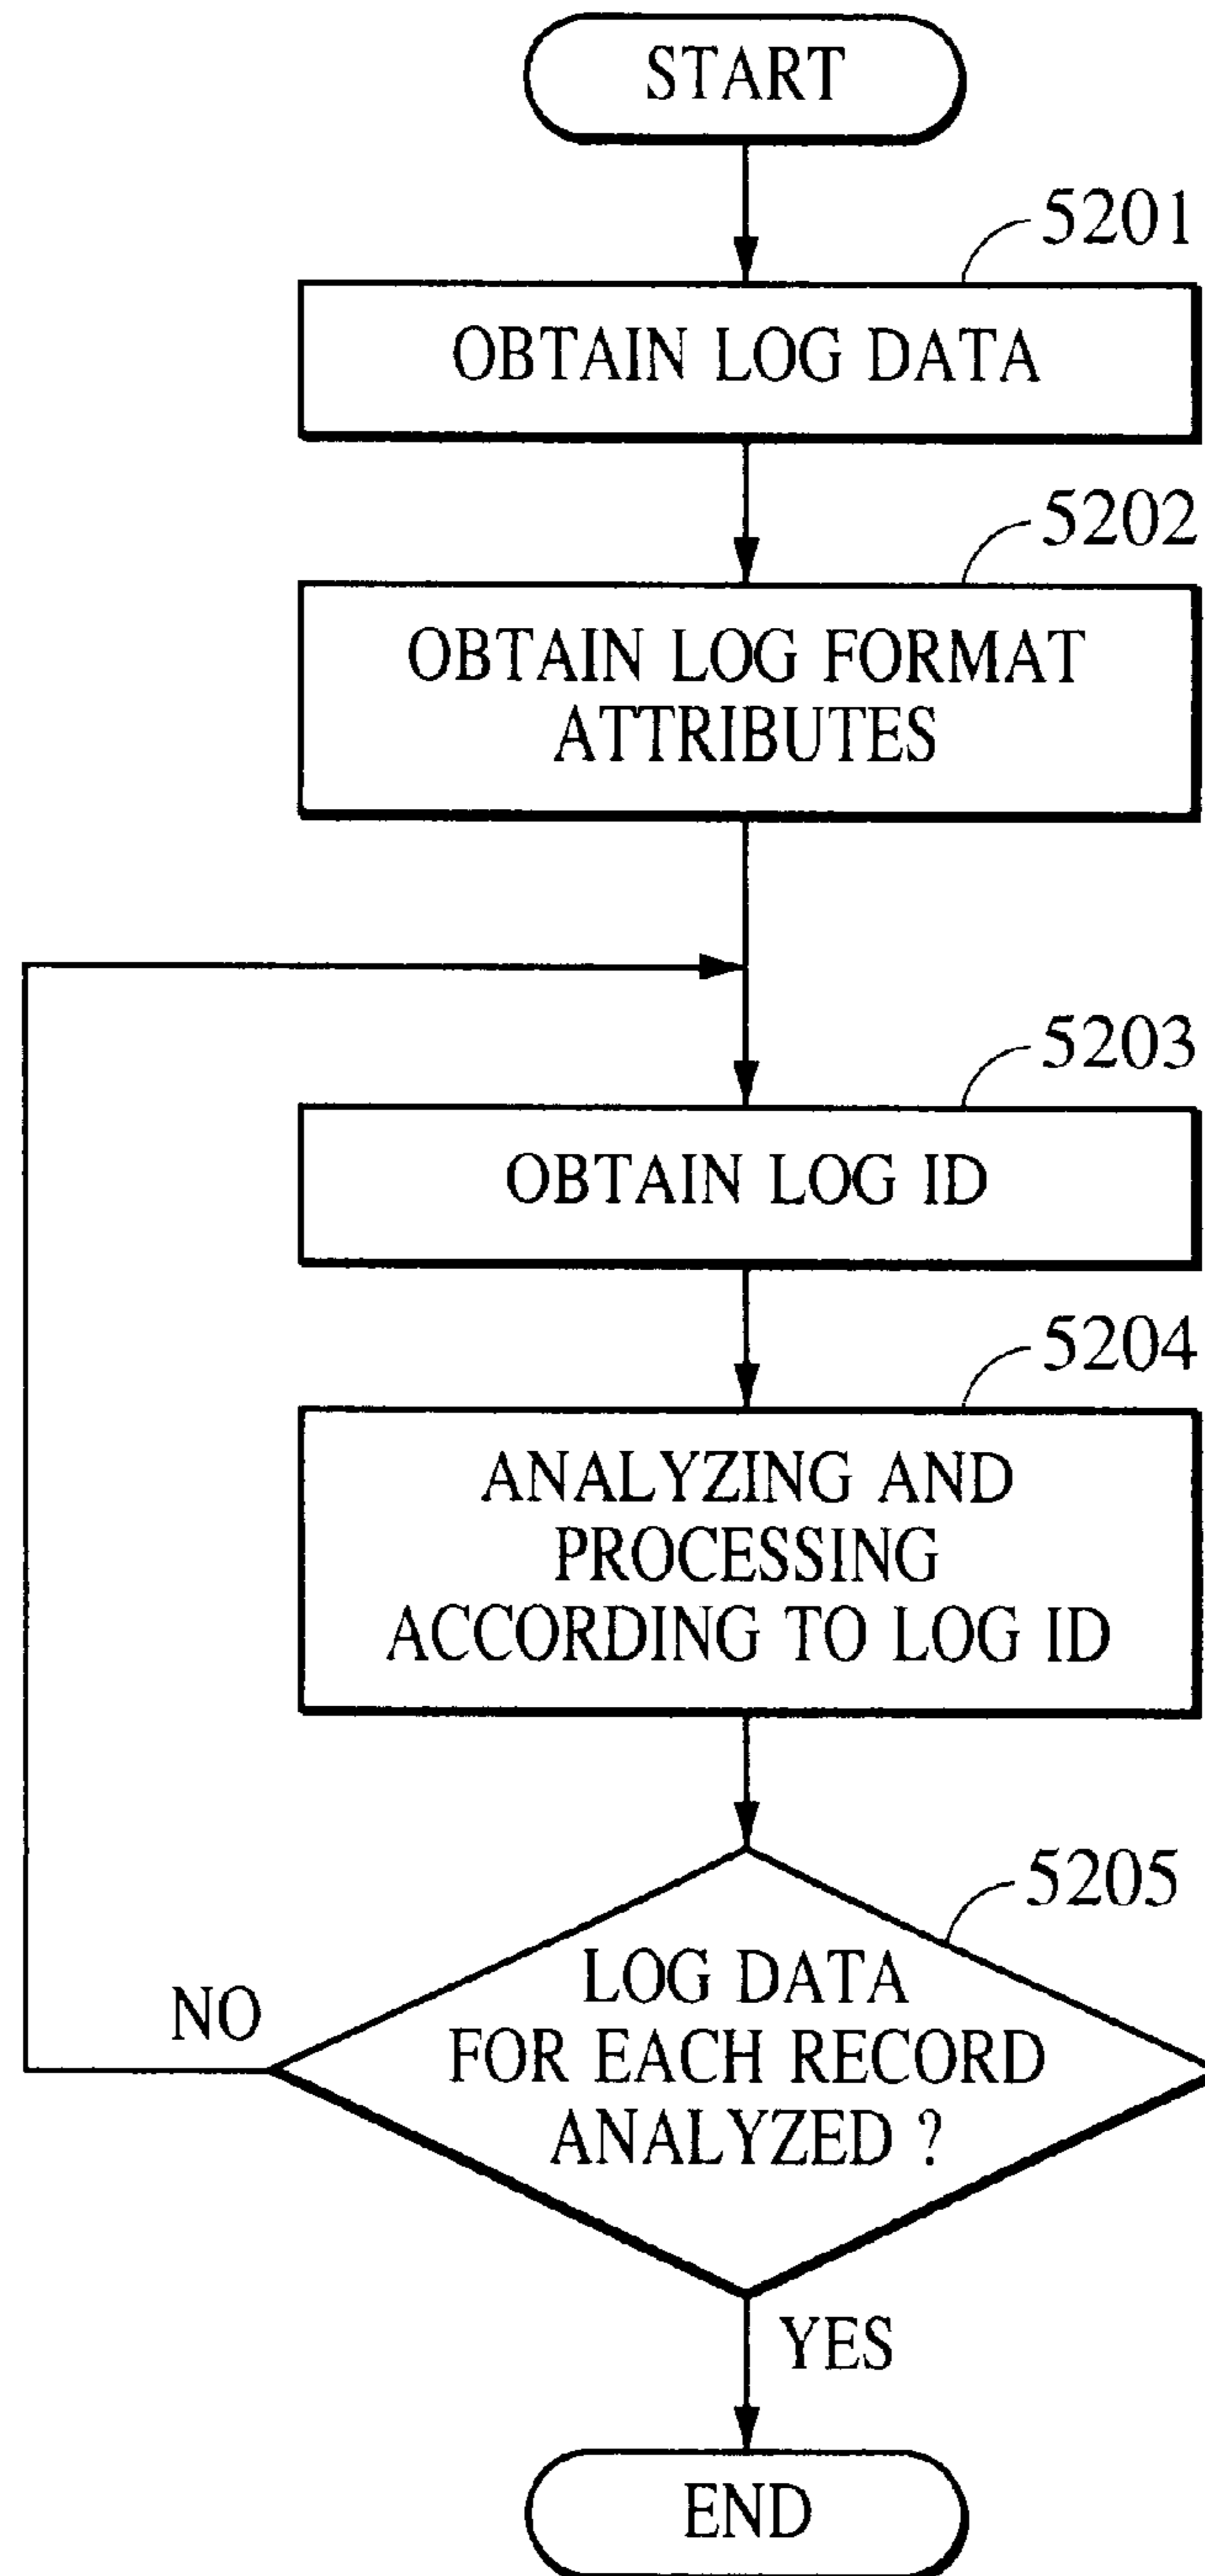 START
5201
OBTAIN LOG DATA
5202
OBTAIN LOG FORMAT
ATTRIBUTES
5203
OBTAIN LOG ID
5204
ANALYZING AND
PROCESSING
ACCORDING TO LOG ID
5205
LOG DATA
FOR EACH RECORD
ANALYZED ?
NO
YES
END